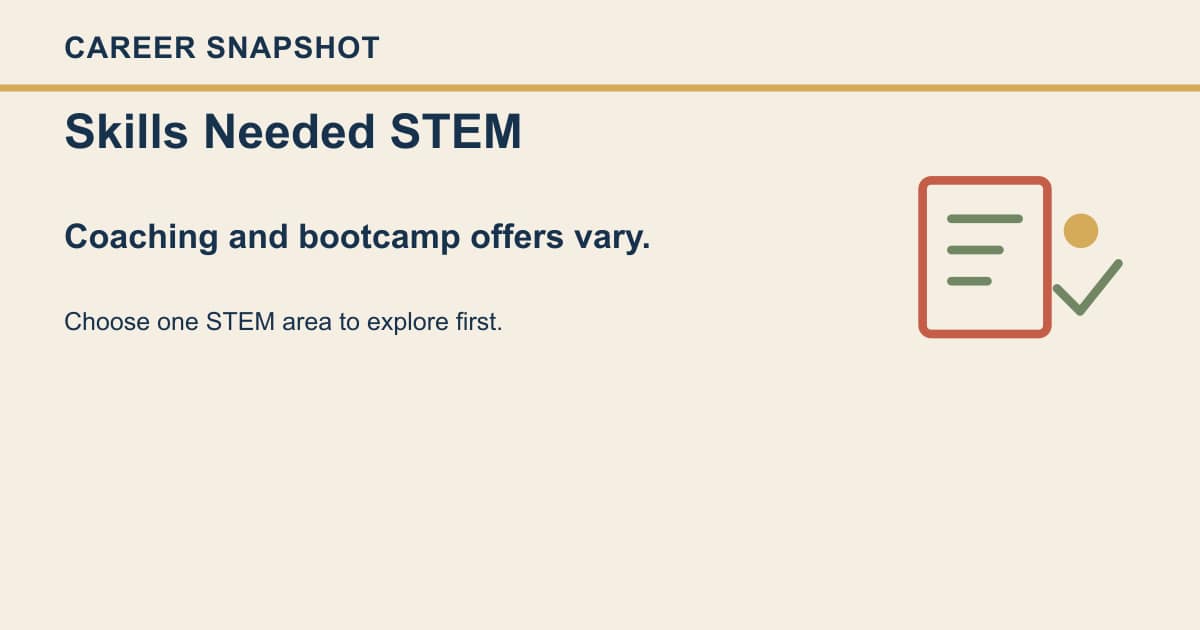 CAREER SNAPSHOT
Skills Needed STEM
Coaching and bootcamp offers vary.
Choose one STEM area to explore first.